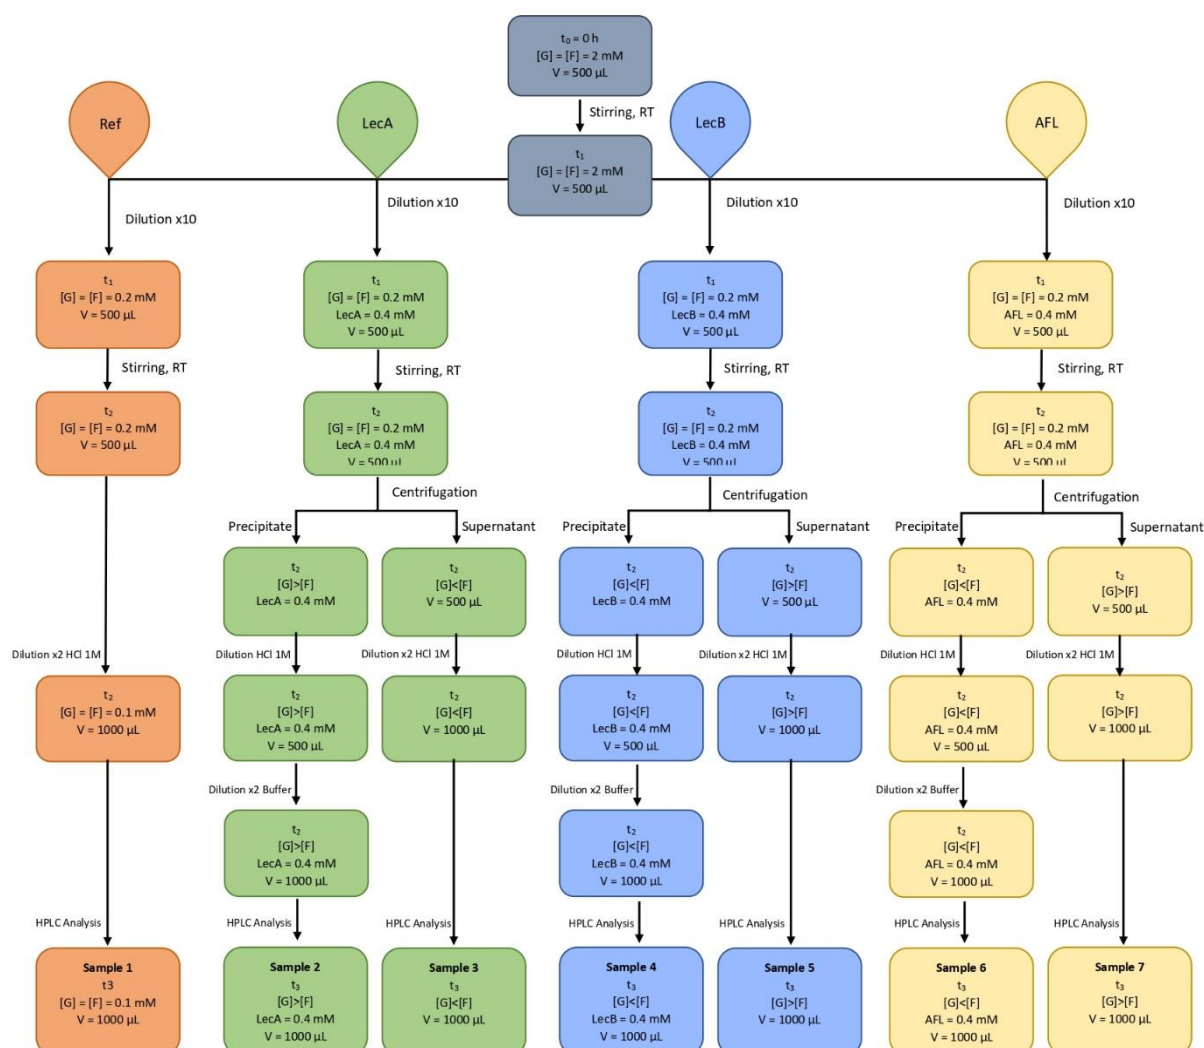 t₀ = 0 h
[G] = [F] = 2 mM
V = 500 µL
Stirring, RT
Ref
LecA
LecB
AFL
t₁
[G] = [F] = 2 mM
V = 500 µL
Dilution x10
Dilution x10
Dilution x10
Dilution x10
t₁
[G] = [F] = 0.2 mM
V = 500 µL
t₁
[G] = [F] = 0.2 mM
LecA = 0.4 mM
V = 500 µL
t₁
[G] = [F] = 0.2 mM
LecB = 0.4 mM
V = 500 µL
t₁
[G] = [F] = 0.2 mM
AFL = 0.4 mM
V = 500 µL
Stirring, RT
Stirring, RT
Stirring, RT
Stirring, RT
t₂
[G] = [F] = 0.2 mM
V = 500 µL
t₂
[G] = [F] = 0.2 mM
LecA = 0.4 mM
V = 500 µL
t₂
[G] = [F] = 0.2 mM
LecB = 0.4 mM
V = 500 µL
t₂
[G] = [F] = 0.2 mM
AFL = 0.4 mM
V = 500 µL
Centrifugation
Centrifugation
Centrifugation
Precipitate
Supernatant
Precipitate
Supernatant
Precipitate
Supernatant
t₂
[G]>[F]
LecA = 0.4 mM
t₂
[G]<[F]
V = 500 µL
t₂
[G]<[F]
LecB = 0.4 mM
t₂
[G]>[F]
V = 500 µL
t₂
[G]<[F]
AFL = 0.4 mM
t₂
[G]>[F]
V = 500 µL
Dilution x2 HCl 1M
Dilution HCl 1M
Dilution x2 HCl 1M
Dilution HCl 1M
Dilution x2 HCl 1M
Dilution HCl 1M
Dilution x2 HCl 1M
t₂
[G] = [F] = 0.1 mM
V = 1000 µL
t₂
[G]>[F]
LecA = 0.4 mM
V = 500 µL
t₂
[G]<[F]
V = 1000 µL
t₂
[G]<[F]
LecB = 0.4 mM
V = 500 µL
t₂
[G]>[F]
V = 1000 µL
t₂
[G]<[F]
AFL = 0.4 mM
V = 500 µL
t₂
[G]>[F]
V = 1000 µL
Dilution x2 Buffer
Dilution x2 Buffer
Dilution x2 Buffer
t₂
[G]>[F]
LecA = 0.4 mM
V = 1000 µL
t₂
[G]<[F]
LecB = 0.4 mM
V = 1000 µL
t₂
[G]<[F]
AFL = 0.4 mM
V = 1000 µL
HPLC Analysis
HPLC Analysis
HPLC Analysis
HPLC Analysis
HPLC Analysis
HPLC Analysis
HPLC Analysis
Sample 1
t3
[G] = [F] = 0.1 mM
V = 1000 µL
Sample 2
t₃
[G]>[F]
LecA = 0.4 mM
V = 1000 µL
Sample 3
t₃
[G]<[F]
V = 1000 µL
Sample 4
t₃
[G]<[F]
LecB = 0.4 mM
V = 1000 µL
Sample 5
t₃
[G]>[F]
V = 1000 µL
Sample 6
t₃
[G]<[F]
AFL = 0.4 mM
V = 1000 µL
Sample 7
t₃
[G]>[F]
V = 1000 µL